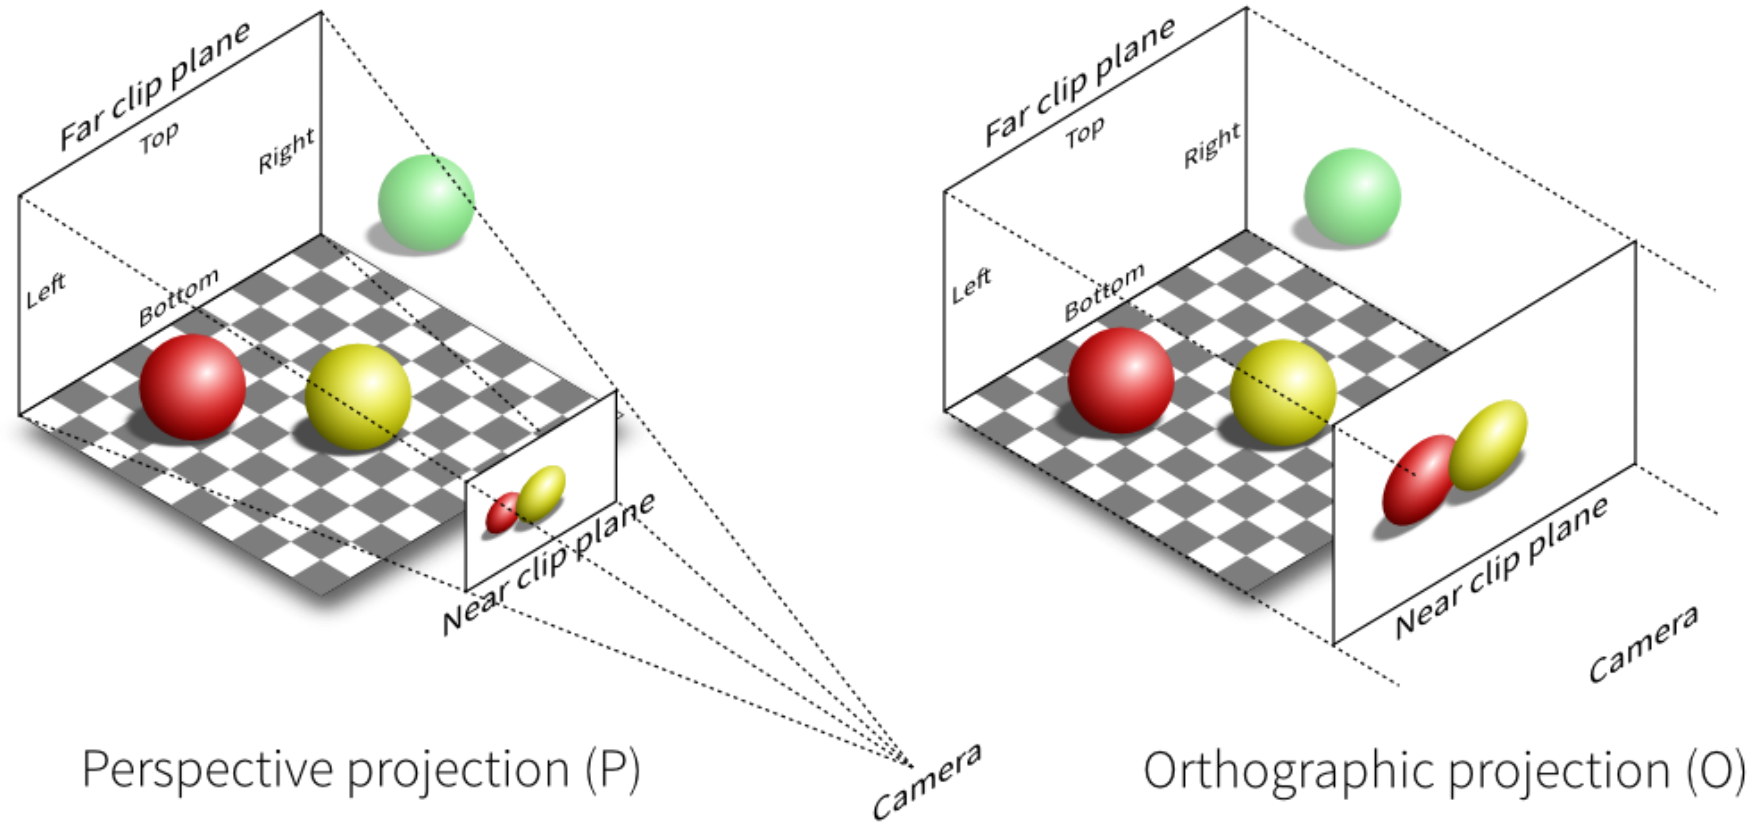 Far clip plane
Top
Right
Left
Bottom
Near clip plane
Camera
Perspective projection (P)
Far clip plane
Top
Right
Left
Bottom
Near clip plane
Camera
Orthographic projection (O)